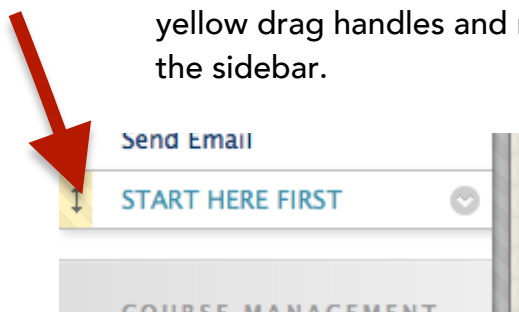 yellow drag handles and
the sidebar.
Send Email
START HERE FIRST
COURSE MANAGEMENT